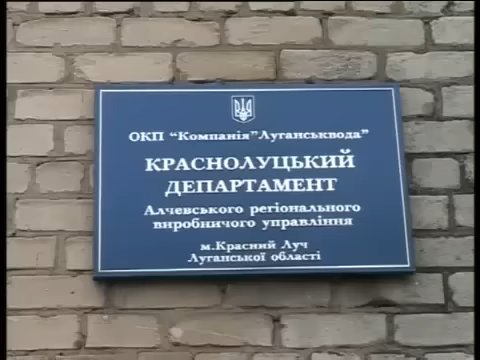 ОКП “Компанія”Луганськвода”
КРАСНОЛУЦЬКИЙ
ДЕПАРТАМЕНТ
Алчевського регіонального
виробничого управління
м.Красний Луч
Луганської області